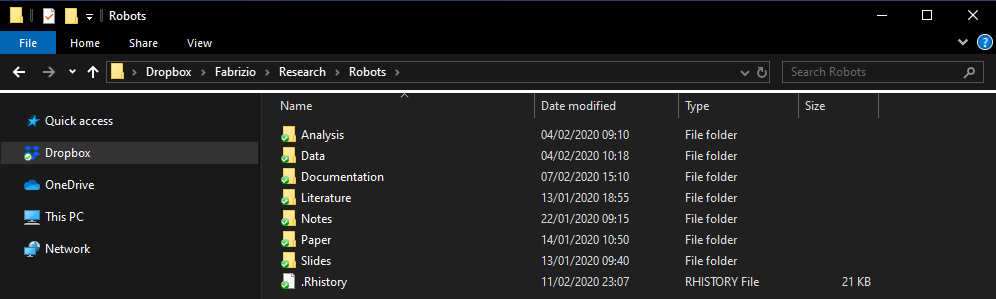 Robots
File Home Share View
Dropbox Fabrizio Research Robots Search Robots
Name Date modified Type Size
Quick access
Dropbox
OneDrive
This PC
Network
Analysis 04/02/2020 09:10 File folder
Data 04/02/2020 10:18 File folder
Documentation 07/02/2020 15:10 File folder
Literature 13/01/2020 18:55 File folder
Notes 22/01/2020 09:15 File folder
Paper 14/01/2020 10:50 File folder
Slides 13/01/2020 09:40 File folder
.Rhistory 11/02/2020 23:07 RHISTORY File 21 KB